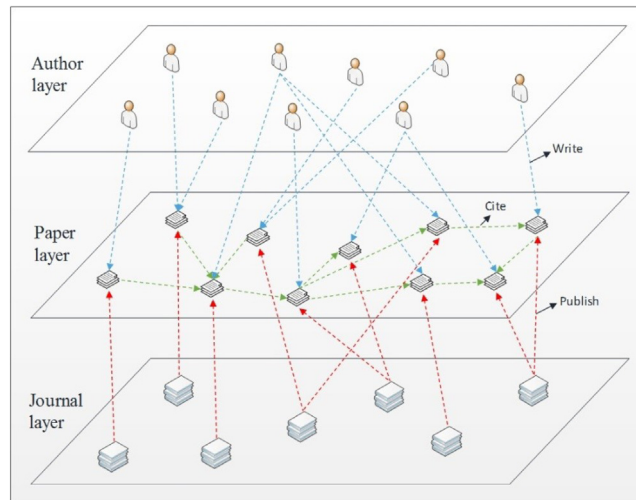 Author
layer
Write
Cite
Paper
layer
Publish
Journal
layer